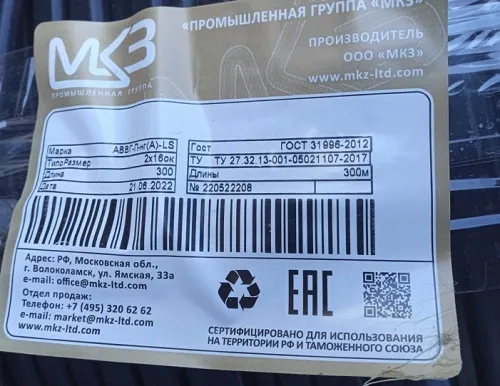 МКЗ
ПРОМЫШЛЕННАЯ ГРУППА
«ПРОМЫШЛЕННАЯ ГРУППА «МКЗ»
ПРОИЗВОДИТЕЛЬ
ООО «МКЗ»
www.mkz-ltd.com
Марка АВВГ-Пнг(А)-LS
ТипоРазмер 2х16ок
Длина 300
Дата 21.06.2022
Гост ГОСТ 31996-2012
ТУ ТУ 27.32.13-001-05021107-2017
Длины 300м
№ 220522208
Адрес: РФ, Московская обл.,
г. Волоколамск, ул. Ямская, 33а
e-mail: office@mkz-ltd.com
Отдел продаж:
Телефон: +7 (495) 320 62 62
E-mail: market@mkz-ltd.com
www.mkz-ltd.com
ЕАС
СЕРТИФИЦИРОВАНО ДЛЯ ИСПОЛЬЗОВАНИЯ
НА ТЕРРИТОРИИ РФ И ТАМОЖЕННОГО СОЮЗА